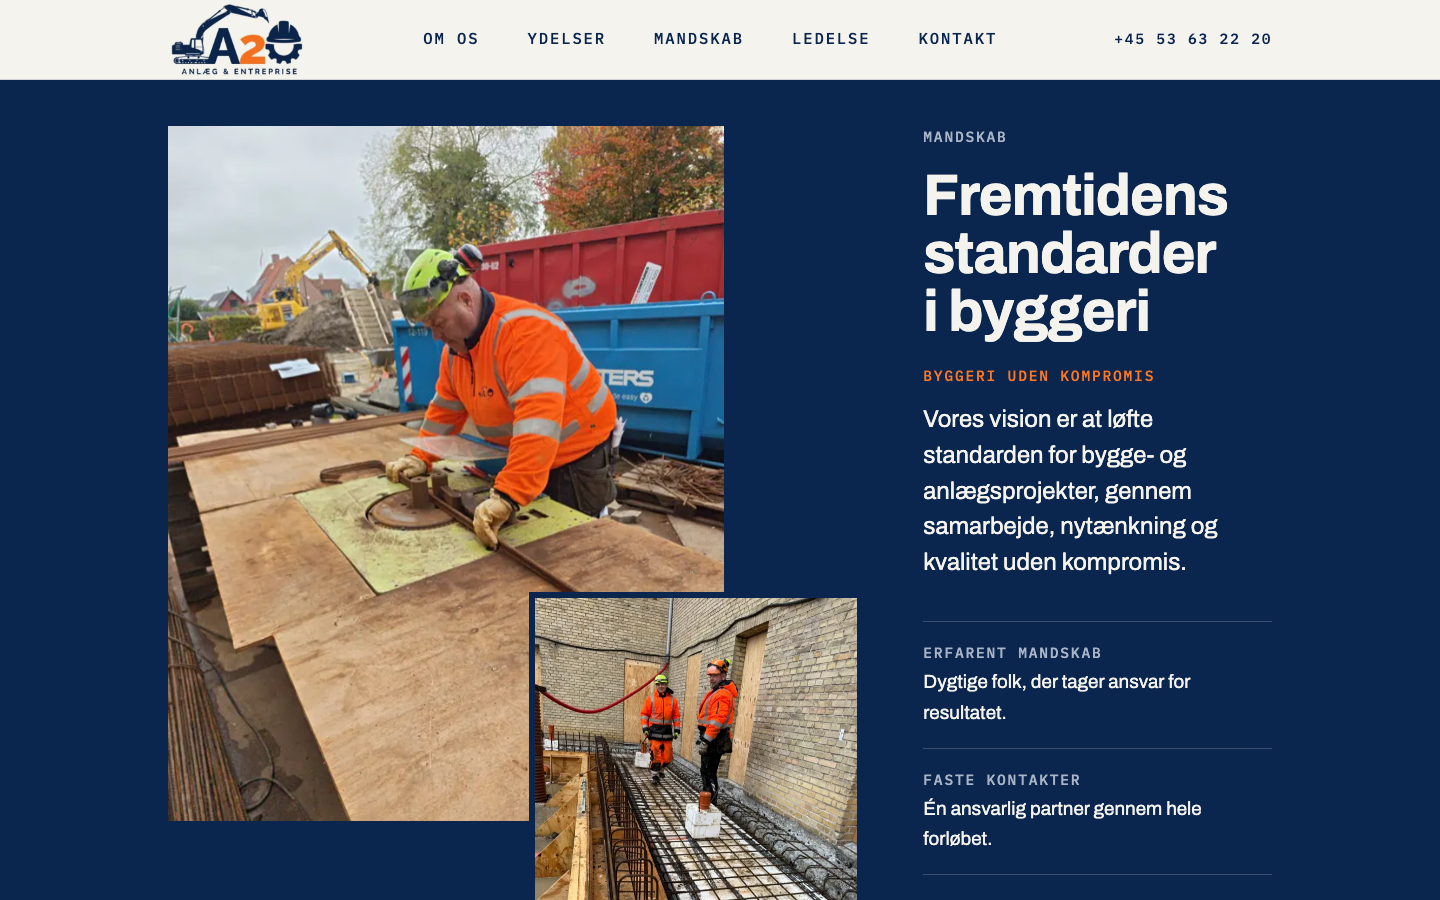 A20
ANLÆG & ENTREPRISE
OM OS
YDELSER
MANDSKAB
LEDELSE
KONTAKT
+45 53 63 22 20
MANDSKAB
Fremtidens
standarder
i byggeri
BYGGERI UDEN KOMPROMIS
Vores vision er at løfte
standarden for bygge- og
anlægsprojekter, gennem
samarbejde, nytænkning og
kvalitet uden kompromis.
ERFARENT MANDSKAB
Dygtige folk, der tager ansvar for
resultatet.
FASTE KONTAKTER
Én ansvarlig partner gennem hele
forløbet.